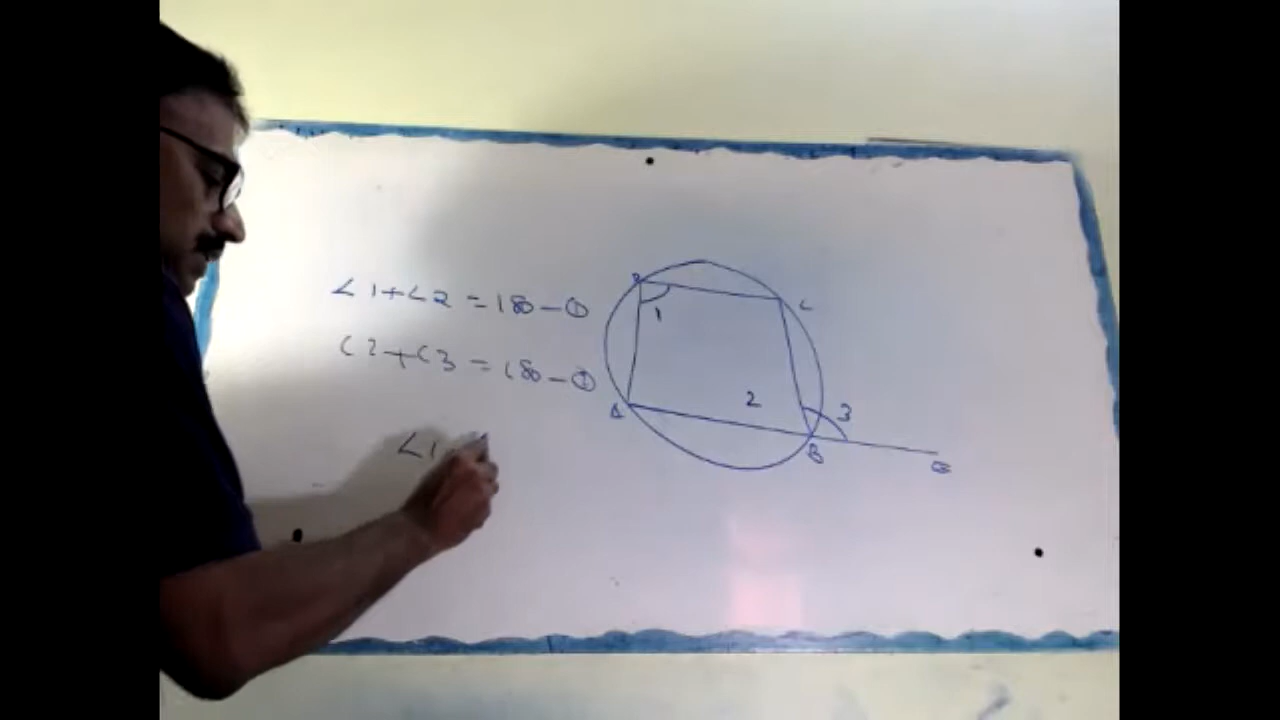 ∠1+∠2 = 180 - ①
∠2+∠3 = 180 - ②
∠1
D
C
1
2
3
A
B
E